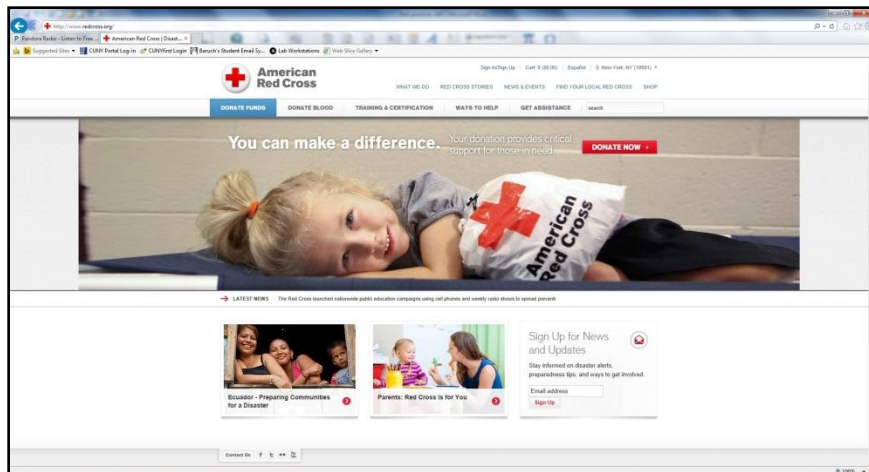 http://www.redcross.org/
Pandora Radio - Listen to Free ...
American Red Cross | Disast...
Suggested Sites
CUNY Portal Log-in
CUNYfirst Login
Baruch's Student Email Sy...
Lab Workstations
Web Slice Gallery
American
Red Cross
Sign In/Sign Up
Cart: 0 ($0.00)
Español
New York, NY (10001)
WHAT WE DO
RED CROSS STORIES
NEWS & EVENTS
FIND YOUR LOCAL RED CROSS
SHOP
DONATE FUNDS
DONATE BLOOD
TRAINING & CERTIFICATION
WAYS TO HELP
GET ASSISTANCE
search
You can make a difference.
Your donation provides critical
support for those in need.
DONATE NOW
American
Red Cross
LATEST NEWS
The Red Cross launched nationwide public education campaigns using cell phones and weekly radio shows to spread preventi
Ecuador - Preparing Communities
for a Disaster
Parents: Red Cross is for You
Sign Up for News
and Updates
Stay informed on disaster alerts,
preparedness tips, and ways to get involved.
Email address
Sign Up
Contact Us
100%